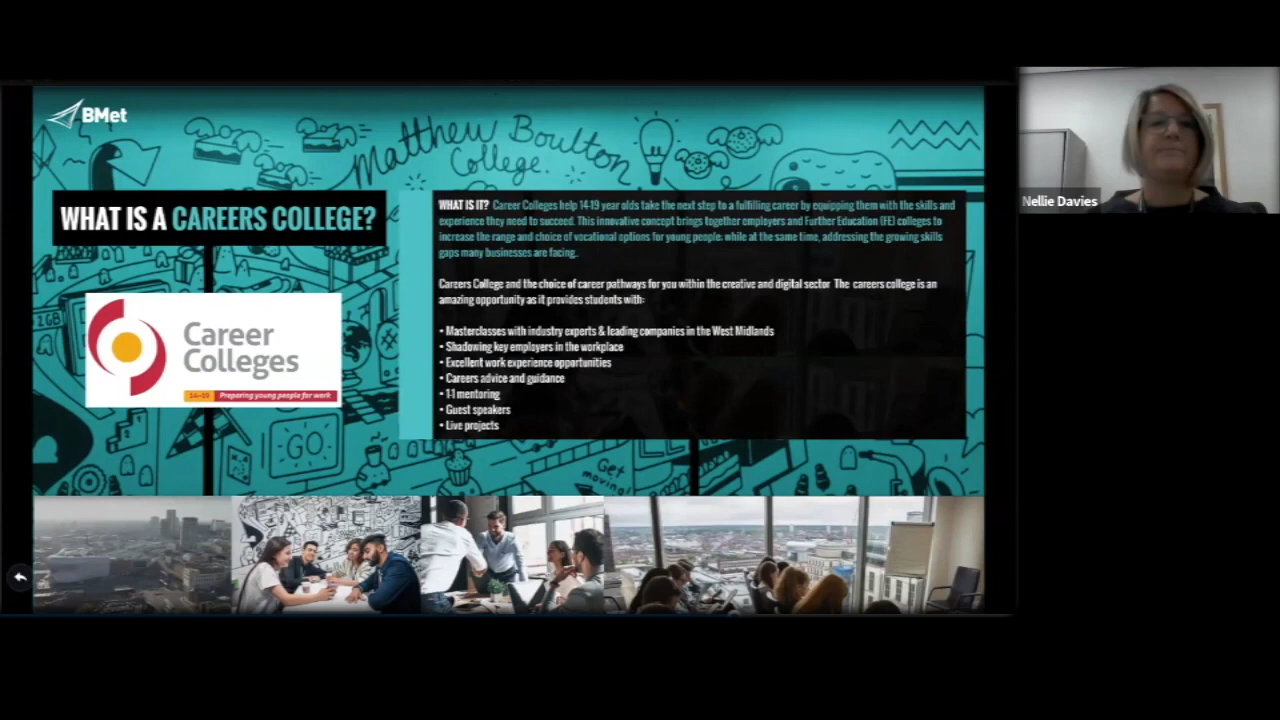 BMet
Matthew Boulton
College.
WHAT IS A CAREERS COLLEGE?
WHAT IS IT? Career Colleges help 14-19 year olds take the next step to a fulfilling career by equipping them with the skills and
experience they need to succeed. This innovative concept brings together employers and Further Education (FE) colleges to
increase the range and choice of vocational options for young people: while at the same time, addressing the growing skills
gaps many businesses are facing..
Careers College and the choice of career pathways for you within the creative and digital sector The careers college is an
amazing opportunity as it provides students with:
• Masterclasses with industry experts & leading companies in the West Midlands
• Shadowing key employers in the workplace
• Excellent work experience opportunities
• Careers advice and guidance
• 1-1 mentoring
• Guest speakers
• Live projects
Career
Colleges
14-19 Preparing young people for work
2GB
GO
Get
moving!
Nellie Davies